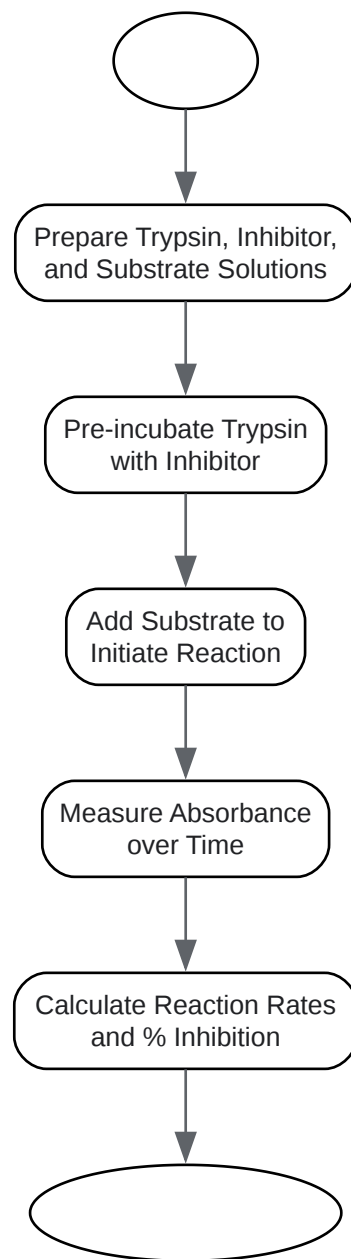 Prepare Trypsin, Inhibitor,
and Substrate Solutions
Pre-incubate Trypsin
with Inhibitor
Add Substrate to
Initiate Reaction
Measure Absorbance
over Time
Calculate Reaction Rates
and % Inhibition